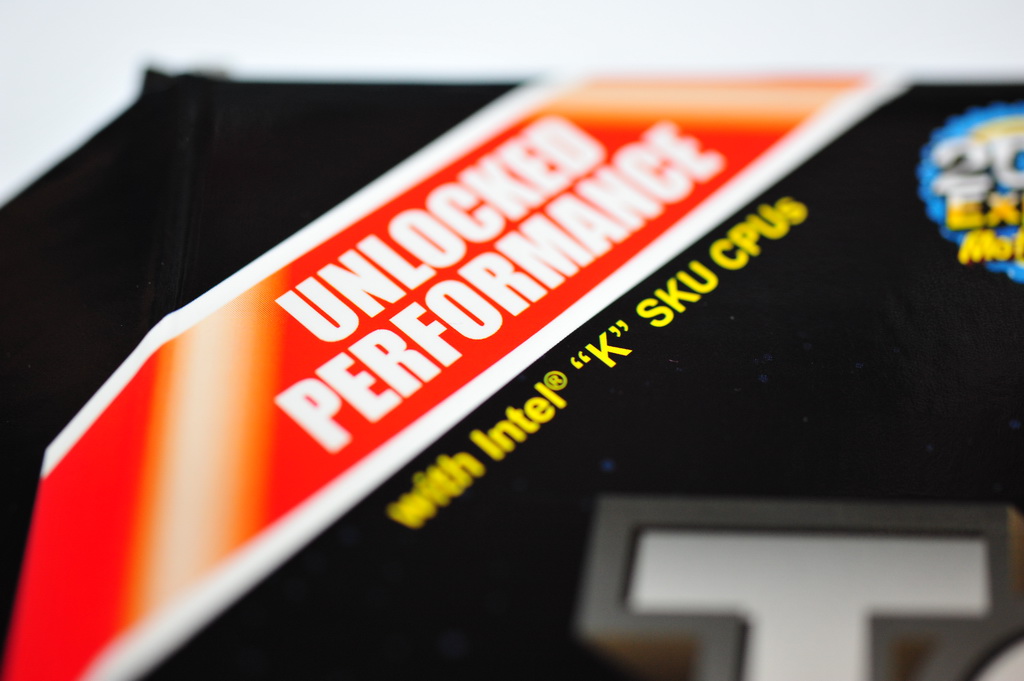 UNLOCKED
PERFORMANCE
with Intel® “K” SKU CPUs